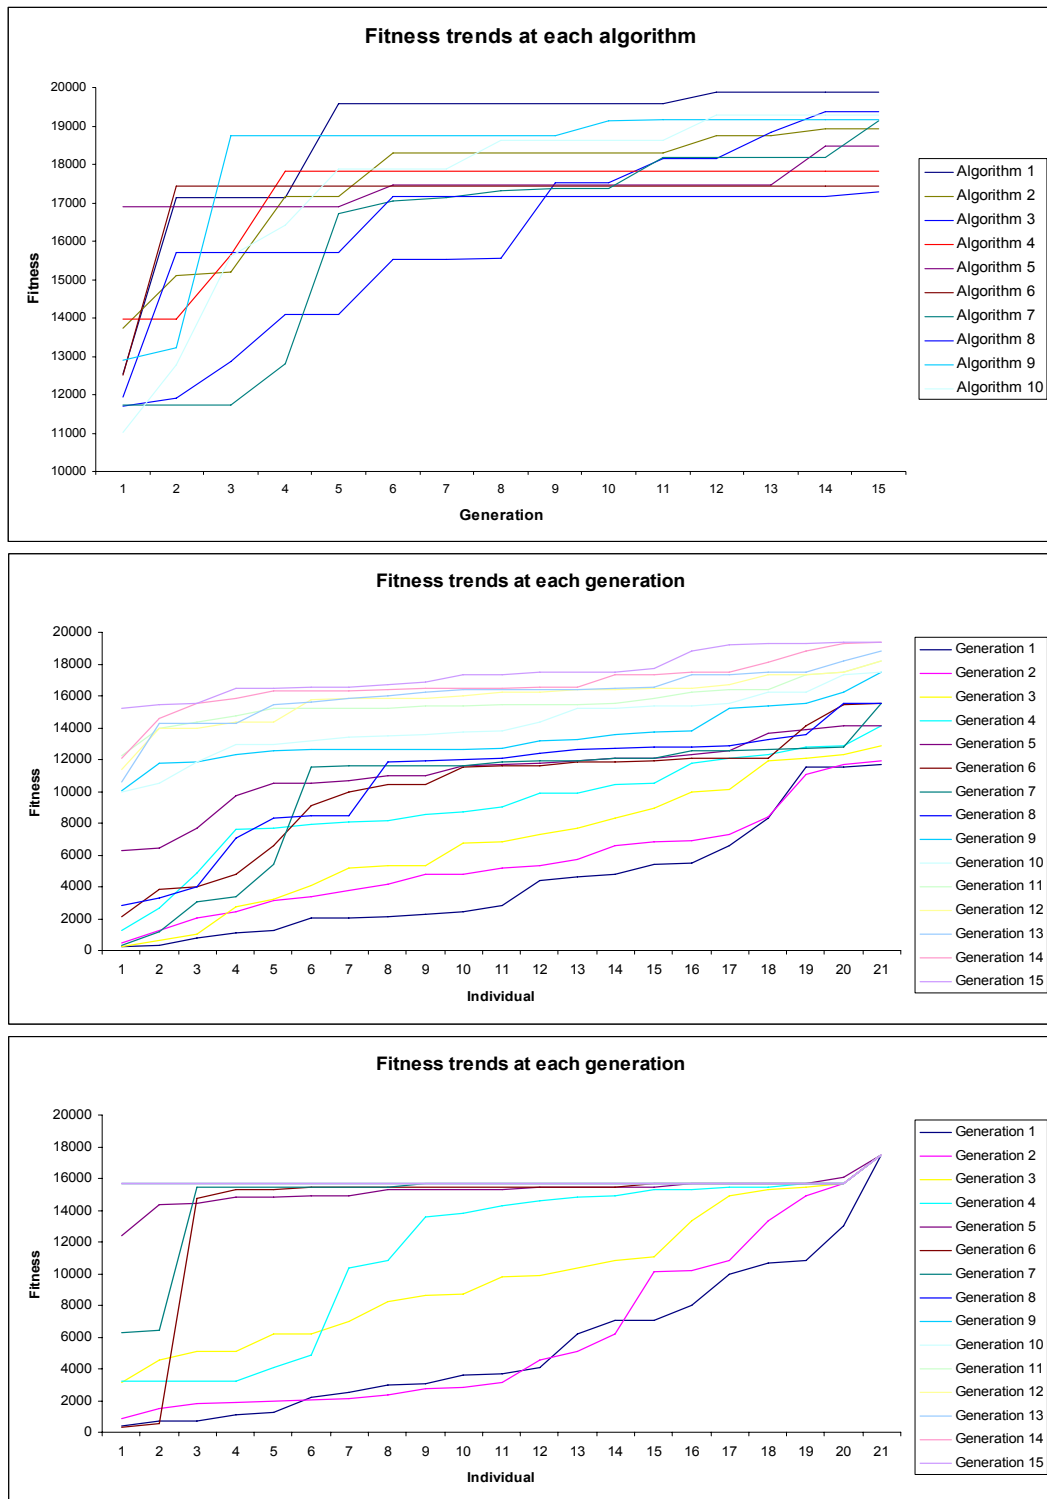 Fitness trends at each algorithm
20000
19000
18000
17000
16000
15000
14000
13000
12000
11000
10000
Fitness
1 2 3 4 5 6 7 8 9 10 11 12 13 14 15
Generation
Algorithm 1
Algorithm 2
Algorithm 3
Algorithm 4
Algorithm 5
Algorithm 6
Algorithm 7
Algorithm 8
Algorithm 9
Algorithm 10
Fitness trends at each generation
20000
18000
16000
14000
12000
10000
8000
6000
4000
2000
0
Fitness
1 2 3 4 5 6 7 8 9 10 11 12 13 14 15 16 17 18 19 20 21
Individual
Generation 1
Generation 2
Generation 3
Generation 4
Generation 5
Generation 6
Generation 7
Generation 8
Generation 9
Generation 10
Generation 11
Generation 12
Generation 13
Generation 14
Generation 15
Fitness trends at each generation
20000
18000
16000
14000
12000
10000
8000
6000
4000
2000
0
Fitness
1 2 3 4 5 6 7 8 9 10 11 12 13 14 15 16 17 18 19 20 21
Individual
Generation 1
Generation 2
Generation 3
Generation 4
Generation 5
Generation 6
Generation 7
Generation 8
Generation 9
Generation 10
Generation 11
Generation 12
Generation 13
Generation 14
Generation 15